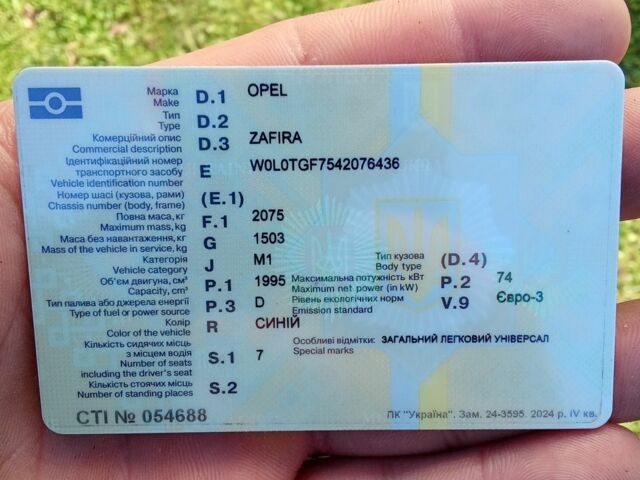 Марка D.1 OPEL
Make
Тип D.2
Type
Комерційний опис D.3 ZAFIRA
Commercial description
Ідентифікаційний номер
транспортного засобу E W0L0TGF7542076436
Vehicle identification number
Номер шасі (кузова, рами) (E.1)
Chassis number (body, frame)
Повна маса, кг F.1 2075
Maximum mass, kg
Маса без навантаження, кг G 1503
Mass of the vehicle in service, kg
Категорія J M1 Тип кузова (D.4)
Vehicle category Body type
Об'єм двигуна, см³ P.1 1995 Максимальна потужність кВт P.2 74
Capacity, cm³ Maximum net power (in kW)
Тип палива або джерела енергії P.3 D Рівень екологічних норм V.9 Євро-3
Type of fuel or power source Emission standard
Колір R СИНІЙ
Color of the vehicle
Кількість сидячих місць Особливі відмітки: ЗАГАЛЬНИЙ ЛЕГКОВИЙ УНІВЕРСАЛ
з місцем водія S.1 7 Special marks
Number of seats
including the driver's seat
Кількість стоячих місць S.2
Number of standing places
СТІ № 054688 ПК "Україна". Зам. 24-3595. 2024 р. IV кв.